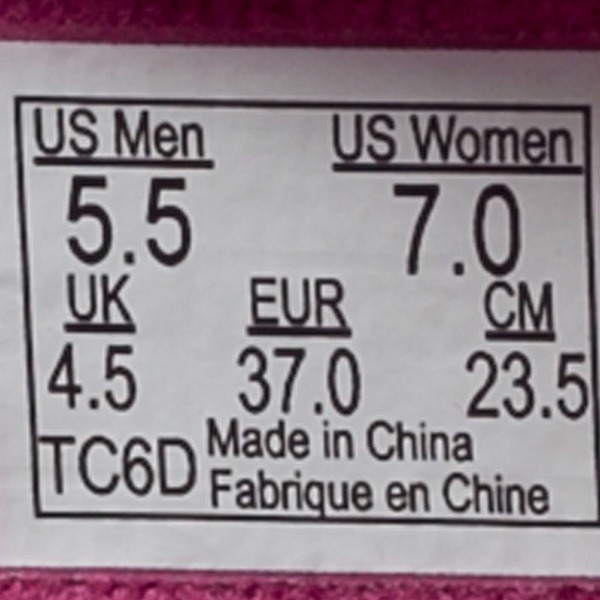 US Men US Women
5.5 7.0
UK EUR CM
4.5 37.0 23.5
TC6D Made in China
Fabrique en Chine